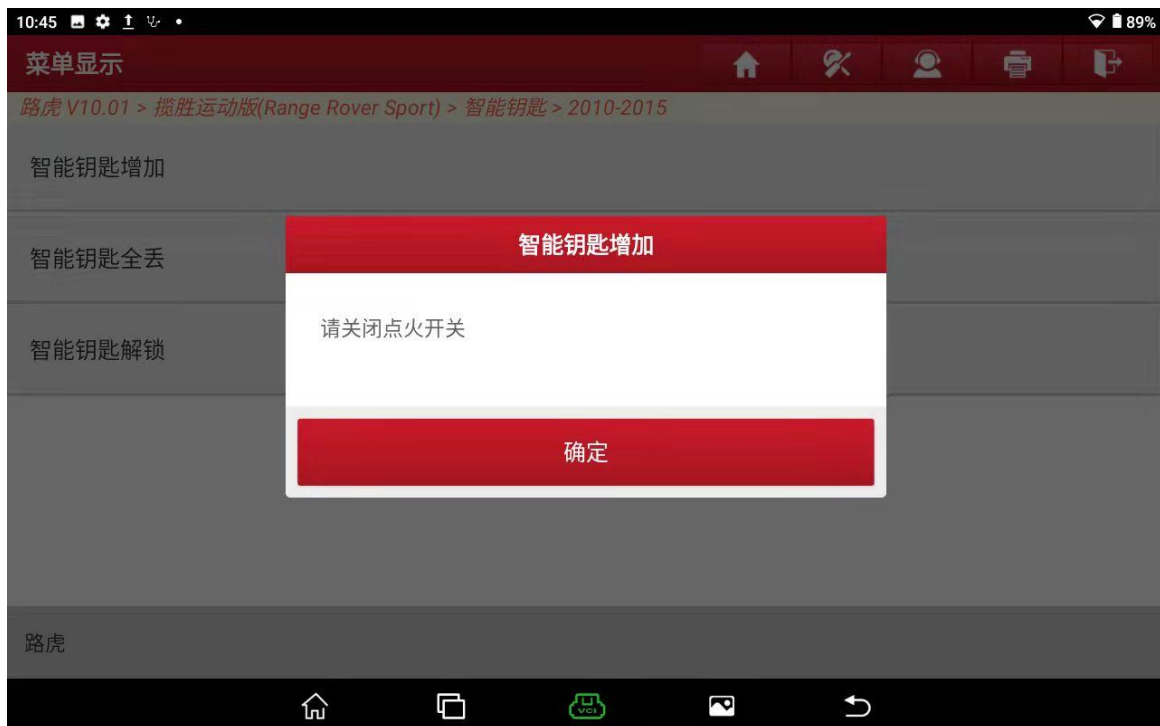 10:45
89%
菜单显示
路虎 V10.01 > 揽胜运动版(Range Rover Sport) > 智能钥匙 > 2010-2015
智能钥匙增加
智能钥匙全丢
智能钥匙解锁
智能钥匙增加
请关闭点火开关
确定
路虎
VCI